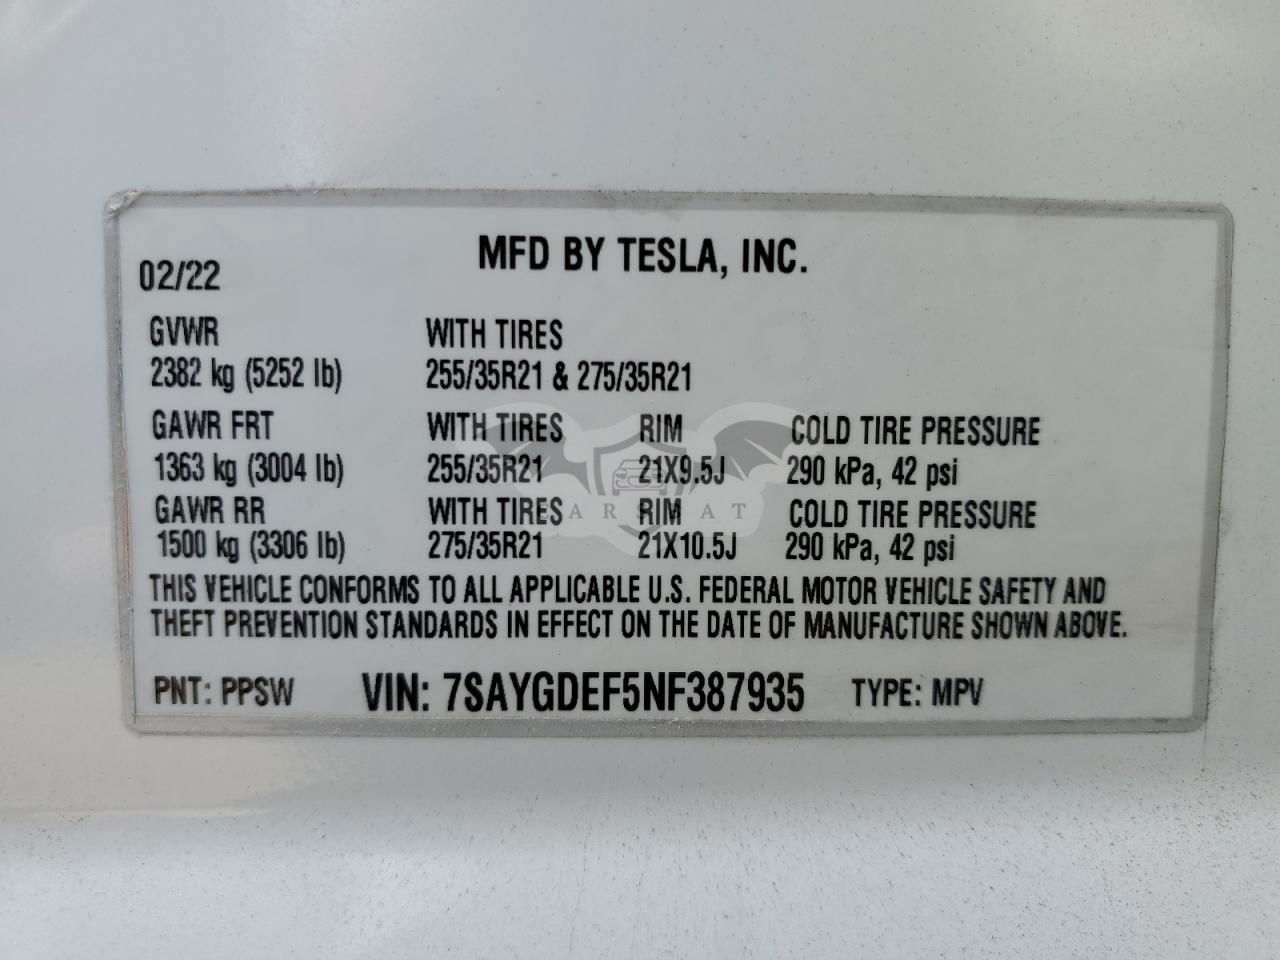 MFD BY TESLA, INC.
02/22
GVWR WITH TIRES
2382 kg (5252 lb) 255/35R21 & 275/35R21
GAWR FRT WITH TIRES RIM COLD TIRE PRESSURE
1363 kg (3004 lb) 255/35R21 21X9.5J 290 kPa, 42 psi
GAWR RR WITH TIRES RIM COLD TIRE PRESSURE
1500 kg (3306 lb) 275/35R21 21X10.5J 290 kPa, 42 psi
THIS VEHICLE CONFORMS TO ALL APPLICABLE U.S. FEDERAL MOTOR VEHICLE SAFETY AND
THEFT PREVENTION STANDARDS IN EFFECT ON THE DATE OF MANUFACTURE SHOWN ABOVE.
PNT: PPSW VIN: 7SAYGDEF5NF387935 TYPE: MPV